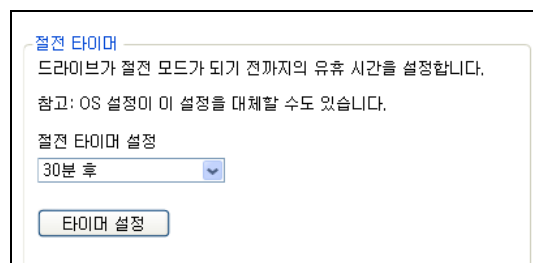 절전 타이머
드라이브가 절전 모드가 되기 전까지의 유휴 시간을 설정합니다.
참고: OS 설정이 이 설정을 대체할 수도 있습니다.
절전 타이머 설정
30분 후
타이머 설정